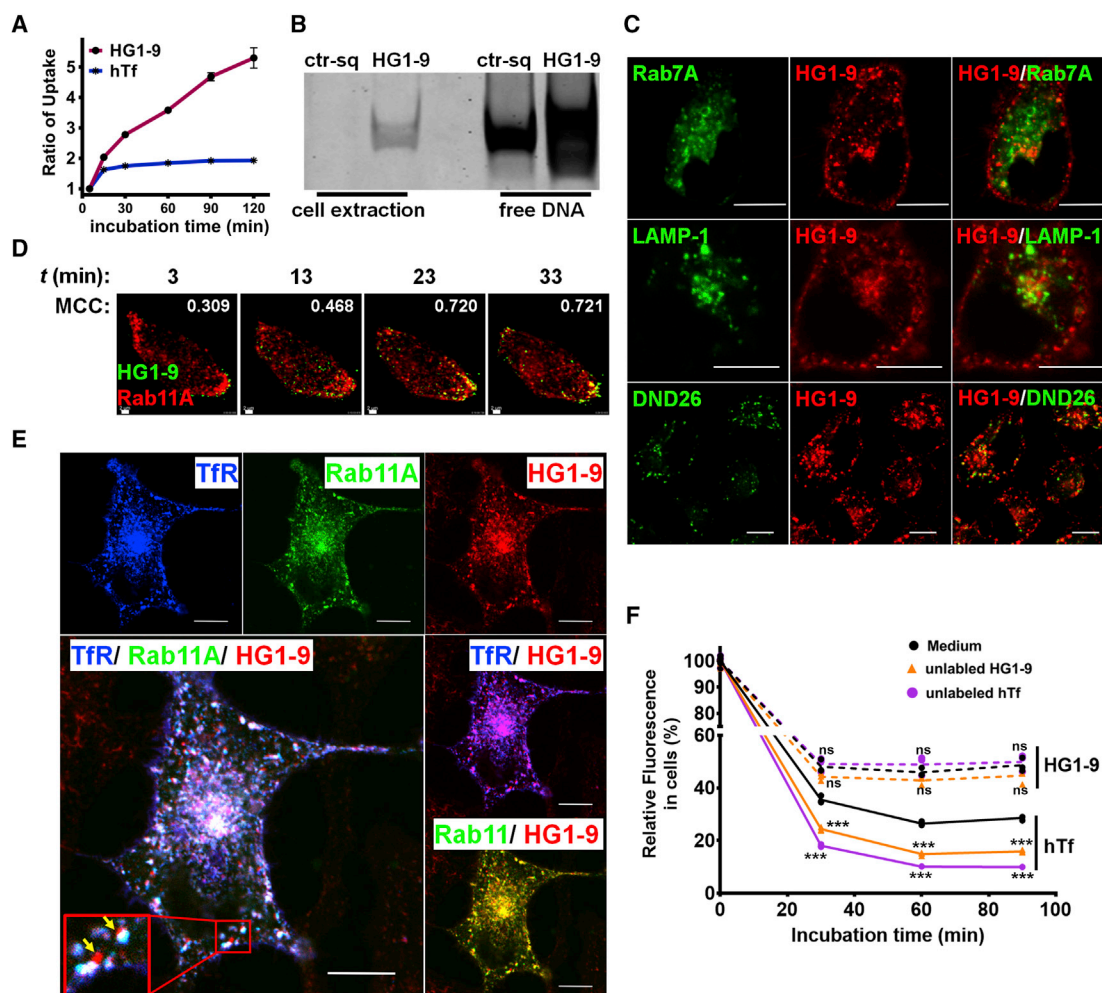 A
HG1-9
hTf
Ratio of Uptake
5
4
3
2
1
0 30 60 90 120
incubation time (min)
B
ctr-sq HG1-9 ctr-sq HG1-9
cell extraction free DNA
C
Rab7A HG1-9 HG1-9/Rab7A
LAMP-1 HG1-9 HG1-9/LAMP-1
DND26 HG1-9 HG1-9/DND26
D
t (min): 3 13 23 33
MCC: 0.309 0.468 0.720 0.721
HG1-9
Rab11A
E
TfR Rab11A HG1-9
TfR/ Rab11A/ HG1-9
TfR/ HG1-9
Rab11/ HG1-9
F
Medium
unlabled HG1-9
unlabeled hTf
Relative Fluorescence
in cells (%)
100
90
80
60
40
20
0
ns ns ns
ns ns ns
HG1-9
*** *** ***
*** *** ***
hTf
0 20 40 60 80 100
Incubation time (min)